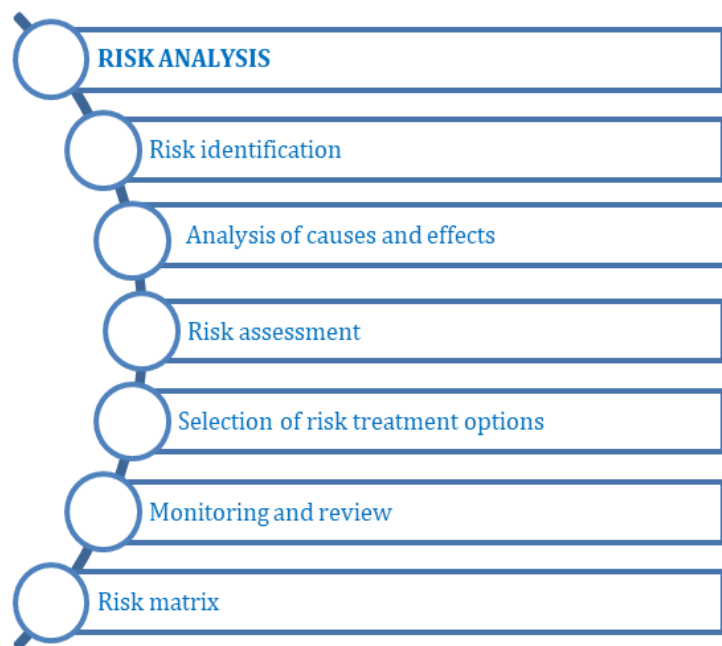 RISK ANALYSIS
Risk identification
Analysis of causes and effects
Risk assessment
Selection of risk treatment options
Monitoring and review
Risk matrix